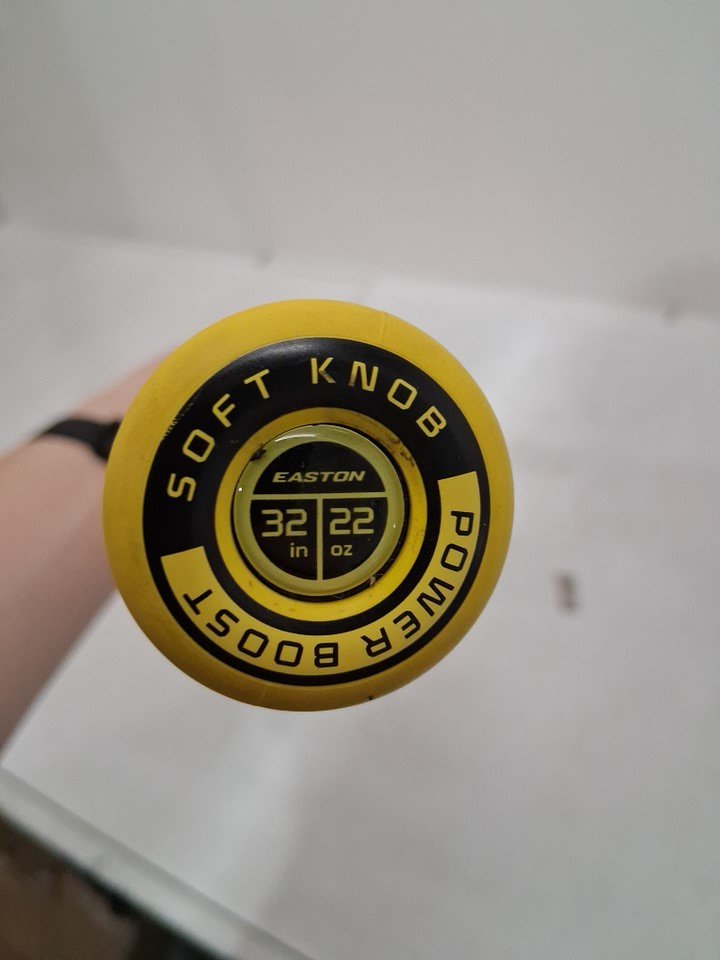 SOFT KNOB
EASTON
32 22
in oz
POWER BOOST